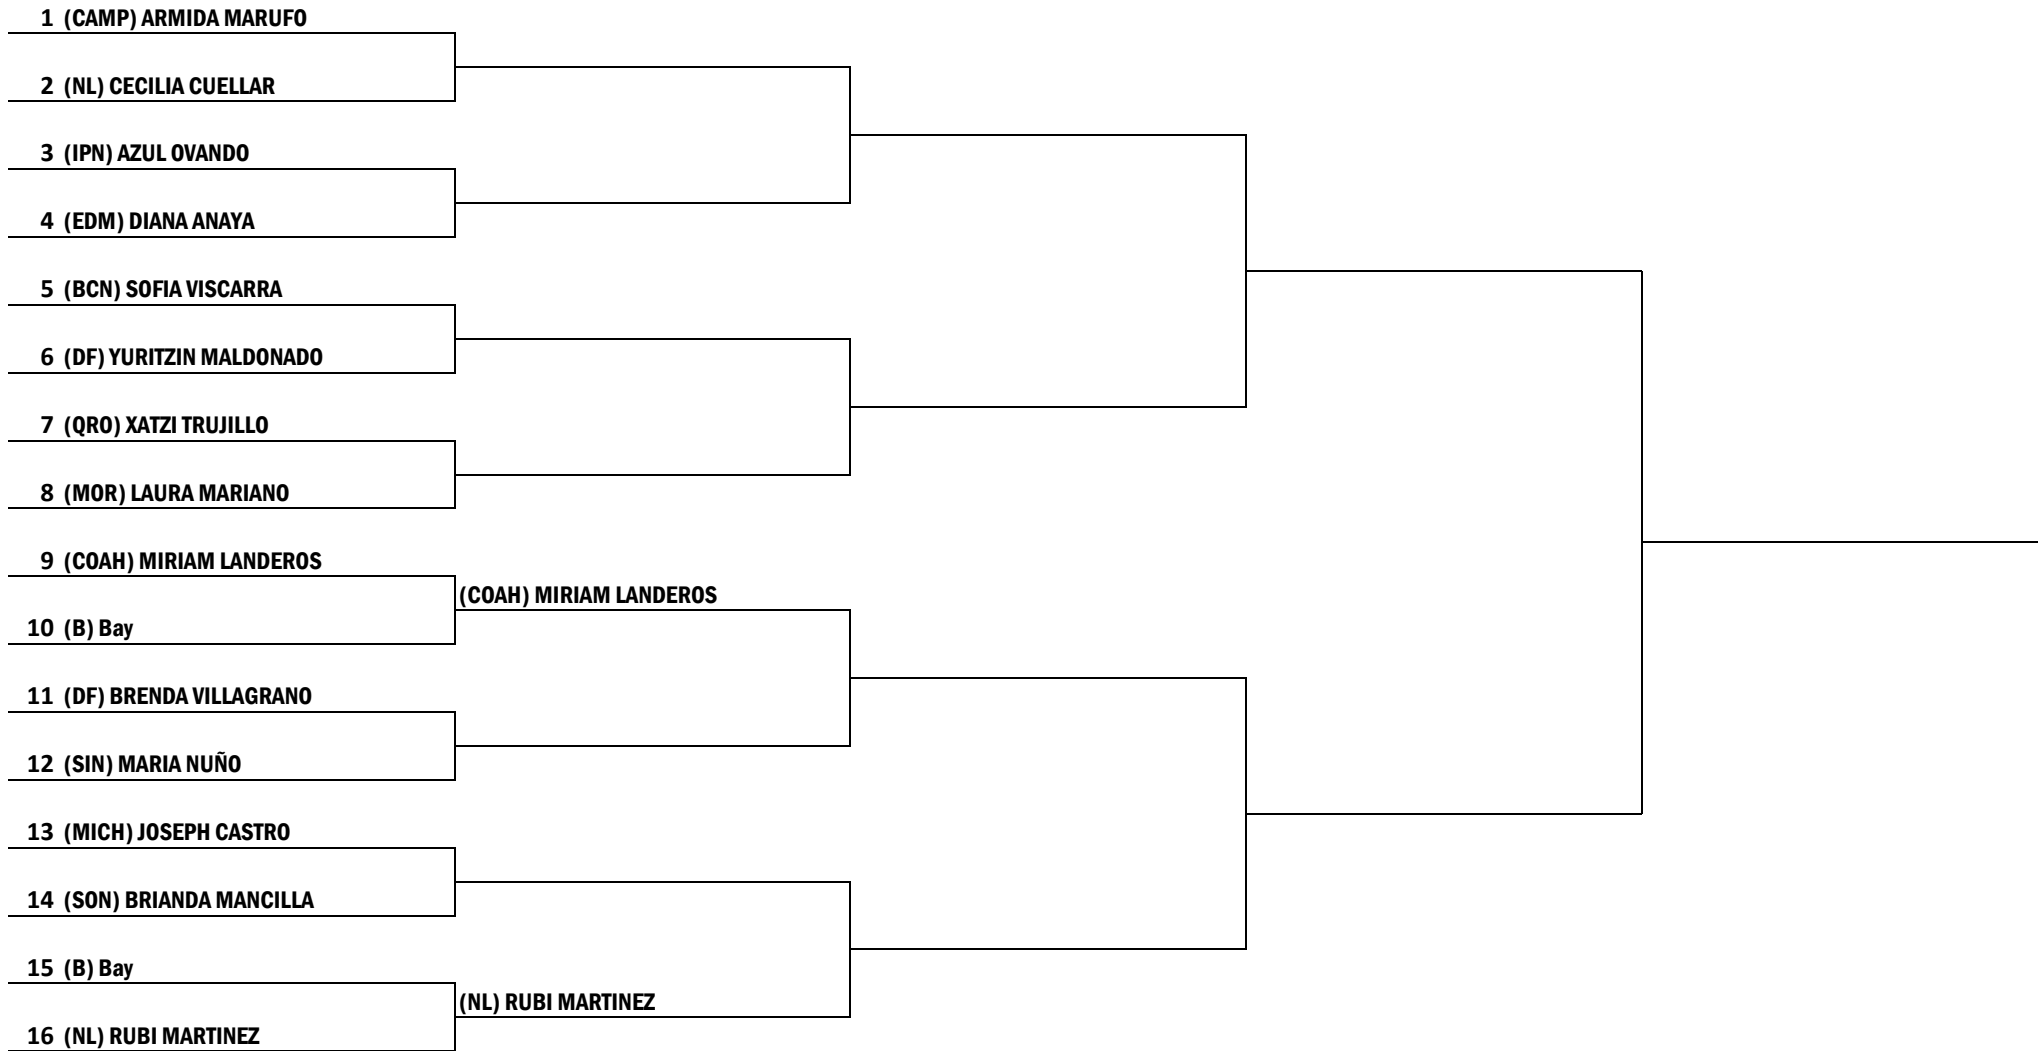 1 (CAMP) ARMIDA MARUFO
2 (NL) CECILIA CUELLAR
3 (IPN) AZUL OVANDO
4 (EDM) DIANA ANAYA
5 (BCN) SOFIA VISCARRA
6 (DF) YURITZIN MALDONADO
7 (QRO) XATZI TRUJILLO
8 (MOR) LAURA MARIANO
9 (COAH) MIRIAM LANDEROS
(COAH) MIRIAM LANDEROS
10 (B) Bay
11 (DF) BRENDA VILLAGRANO
12 (SIN) MARIA NUÑO
13 (MICH) JOSEPH CASTRO
14 (SON) BRIANDA MANCILLA
15 (B) Bay
(NL) RUBI MARTINEZ
16 (NL) RUBI MARTINEZ